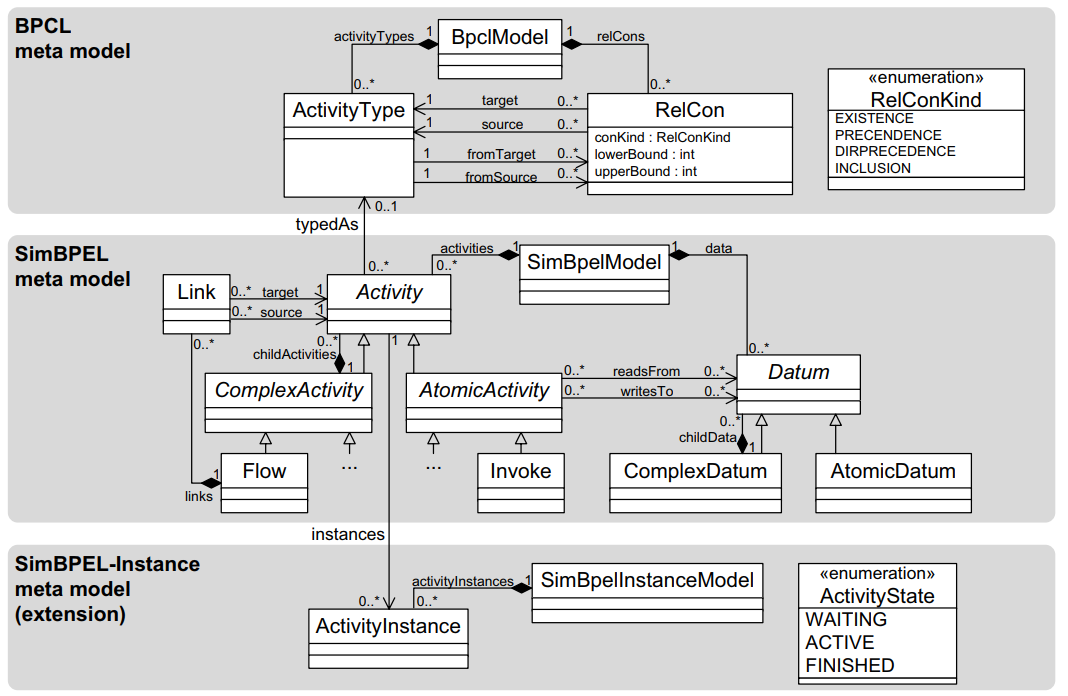 BPCL
meta model
activityTypes
1
BpclModel
1
relCons
0..*
0..*
ActivityType
1
target
0..*
1
source
0..*
1
fromTarget
0..*
1
fromSource
0..*
RelCon
conKind : RelConKind
lowerBound : int
upperBound : int
«enumeration»
RelConKind
EXISTENCE
PRECENDENCE
DIRPRECEDENCE
INCLUSION
0..1
typedAs
SimBPEL
meta model
0..*
activities
0..*
1
SimBpelModel
1
data
0..*
Link
0..*
target
1
0..*
source
1
Activity
0..*
0..*
childActivities
1
1
ComplexActivity
AtomicActivity
0..*
readsFrom
0..*
0..*
writesTo
0..*
Datum
0..*
childData
1
...
...
1
links
Flow
Invoke
ComplexDatum
AtomicDatum
instances
SimBPEL-Instance
meta model
(extension)
0..*
activityInstances
0..*
1
SimBpelInstanceModel
ActivityInstance
«enumeration»
ActivityState
WAITING
ACTIVE
FINISHED